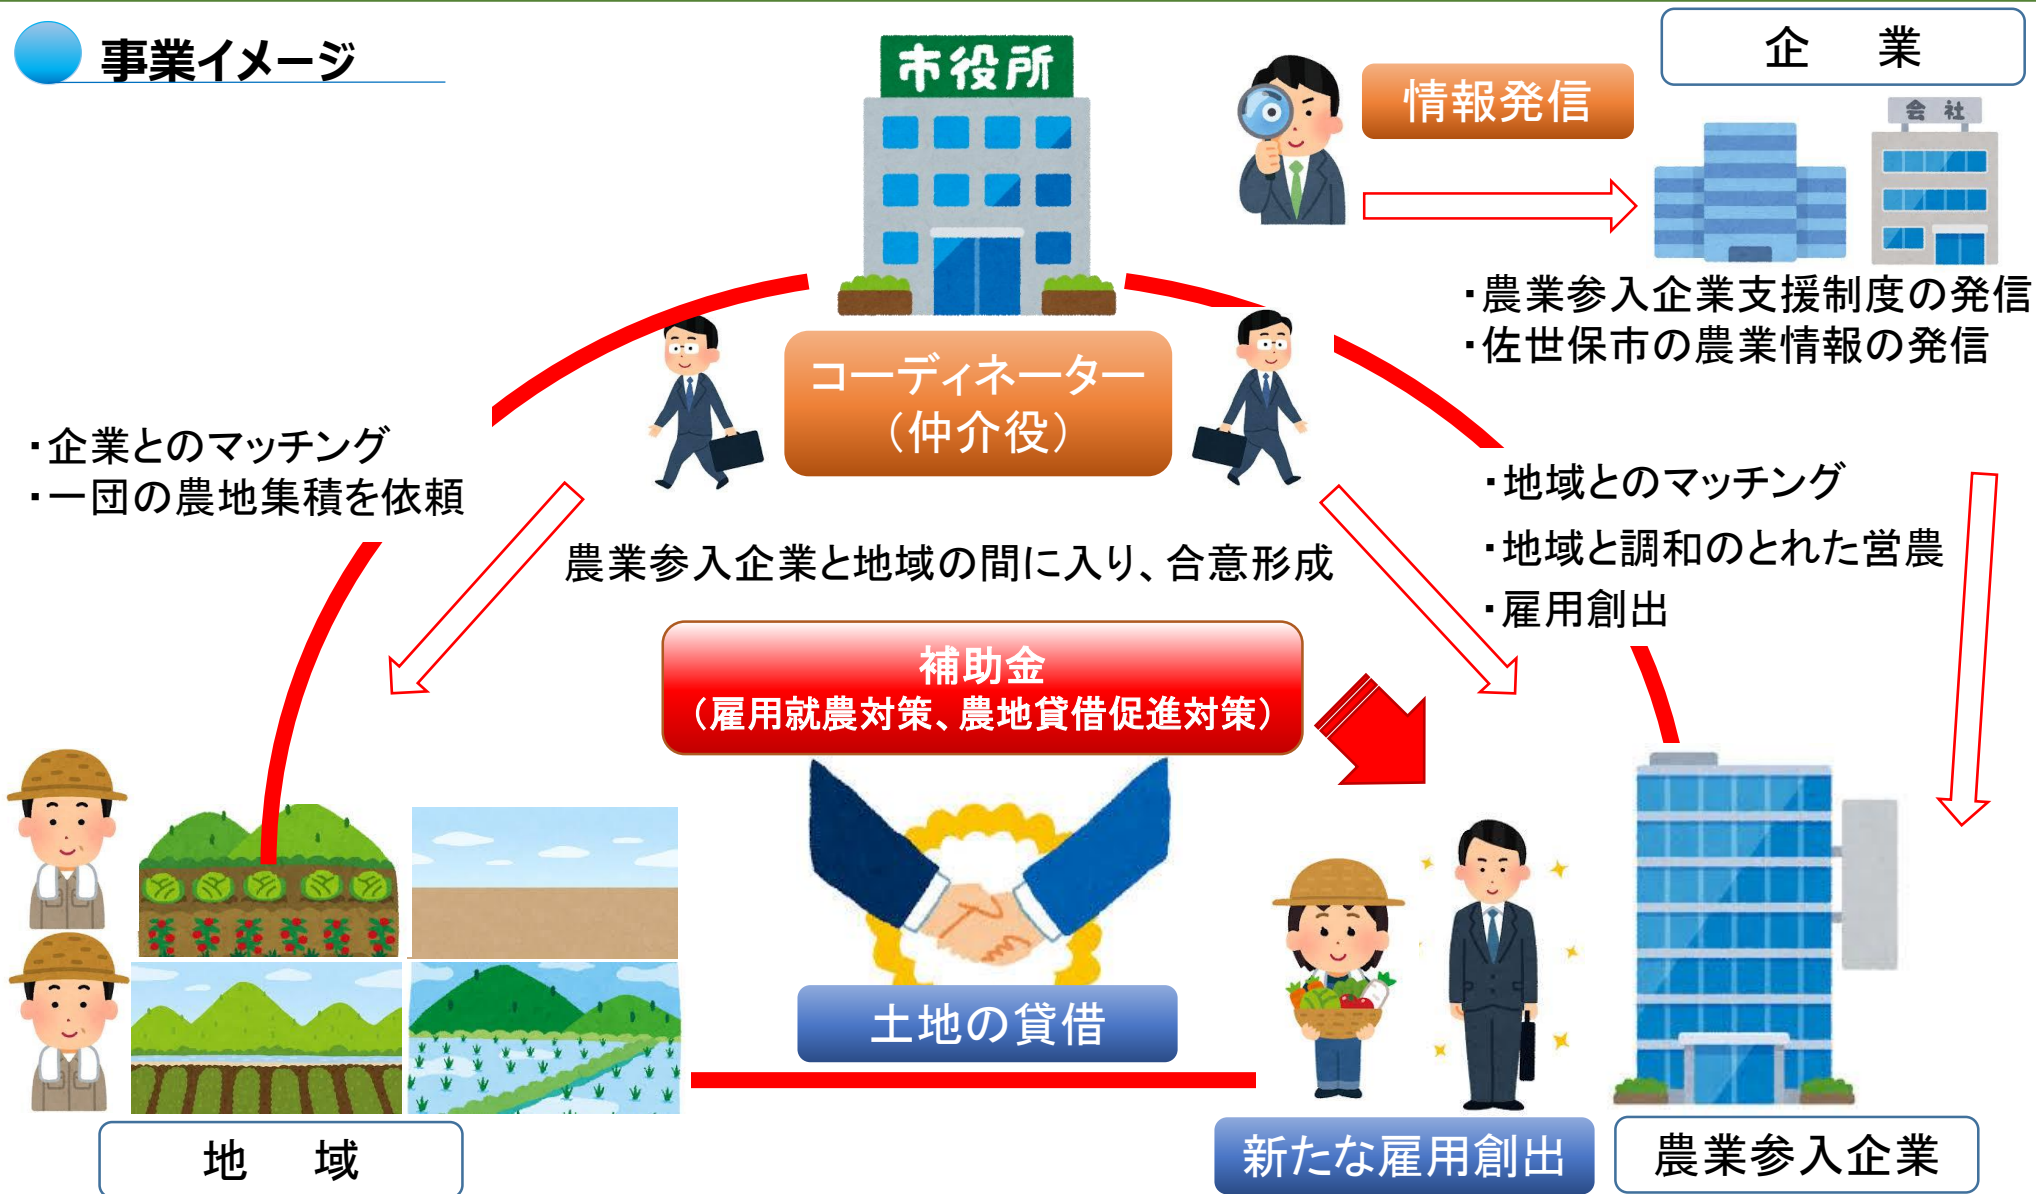 事業イメージ
市役所
情報発信
企 業
会 社
・農業参入企業支援制度の発信
・佐世保市の農業情報の発信
コーディネーター
（仲介役）
・企業とのマッチング
・一団の農地集積を依頼
・地域とのマッチング
・地域と調和のとれた営農
・雇用創出
農業参入企業と地域の間に入り、合意形成
補助金
（雇用就農対策、農地貸借促進対策）
土地の貸借
地 域
新たな雇用創出
農業参入企業